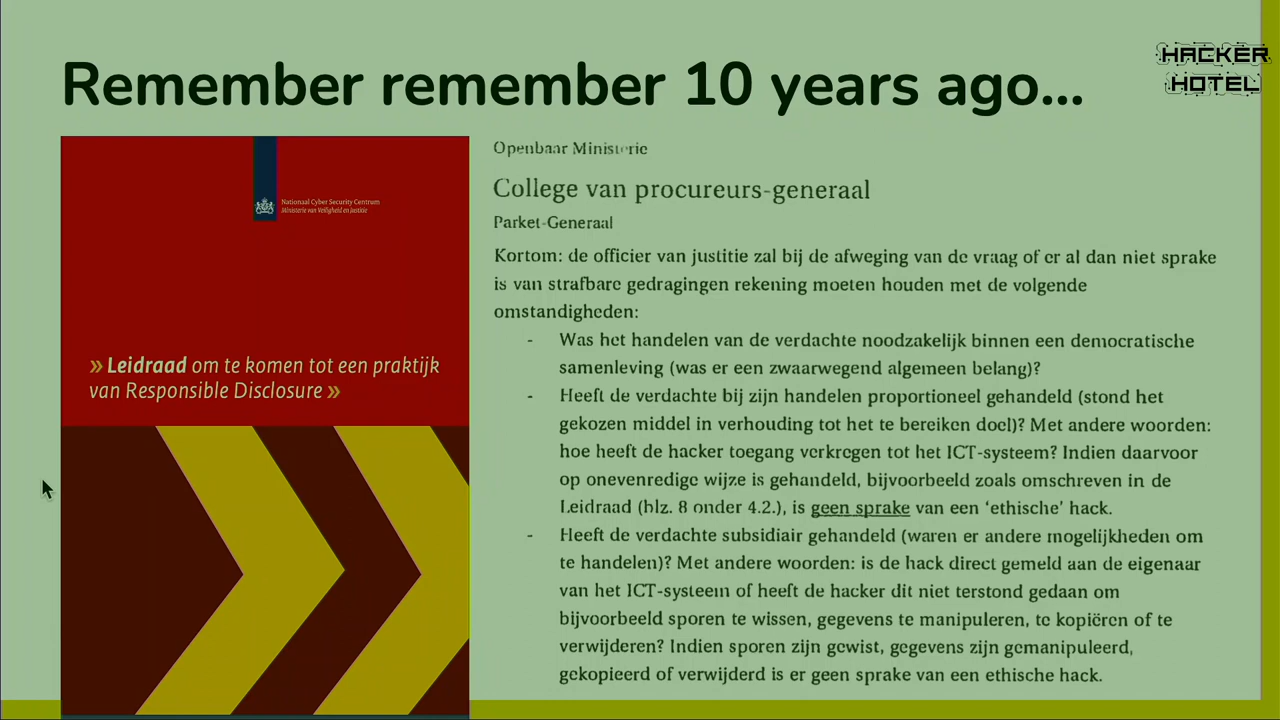 Remember remember 10 years ago...
HACKER
HOTEL
Nationaal Cyber Security Centrum
Ministerie van Veiligheid en Justitie
» Leidraad om te komen tot een praktijk
van Responsible Disclosure »
Openbaar Ministerie
College van procureurs-generaal
Parket-Generaal
Kortom: de officier van justitie zal bij de afweging van de vraag of er al dan niet sprake
is van strafbare gedragingen rekening moeten houden met de volgende
omstandigheden:
- Was het handelen van de verdachte noodzakelijk binnen een democratische
samenleving (was er een zwaarwegend algemeen belang)?
- Heeft de verdachte bij zijn handelen proportioneel gehandeld (stond het
gekozen middel in verhouding tot het te bereiken doel)? Met andere woorden:
hoe heeft de hacker toegang verkregen tot het ICT-systeem? Indien daarvoor
op onevenredige wijze is gehandeld, bijvoorbeeld zoals omschreven in de
Leidraad (blz. 8 onder 4.2.), is geen sprake van een ‘ethische’ hack.
- Heeft de verdachte subsidiair gehandeld (waren er andere mogelijkheden om
te handelen)? Met andere woorden: is de hack direct gemeld aan de eigenaar
van het ICT-systeem of heeft de hacker dit niet terstond gedaan om
bijvoorbeeld sporen te wissen, gegevens te manipuleren, te kopiëren of te
verwijderen? Indien sporen zijn gewist, gegevens zijn gemanipuleerd,
gekopieerd of verwijderd is er geen sprake van een ethische hack.